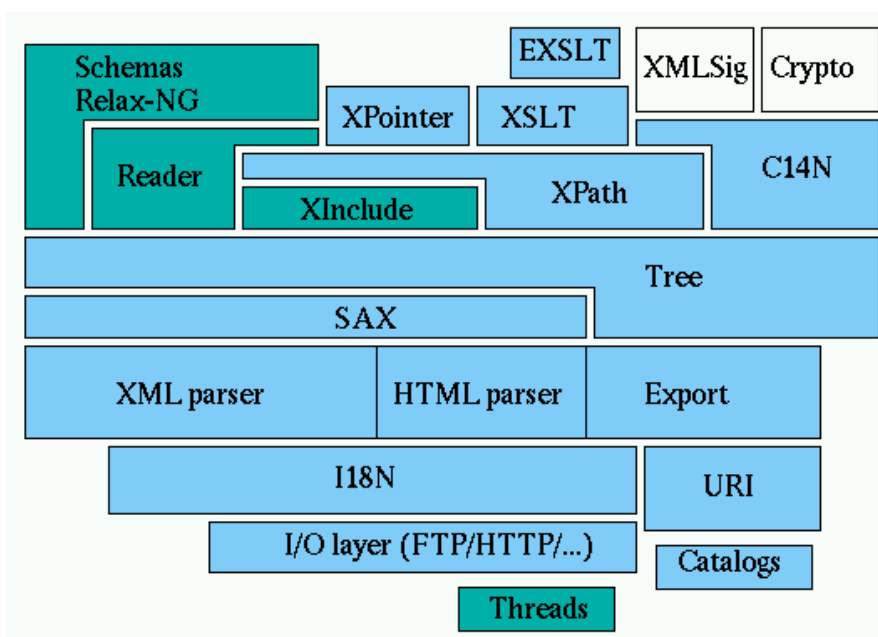 EXSLT
XMLSig
Crypto
Schemas
Relax-NG
XPointer
XSLT
Reader
C14N
XInclude
XPath
Tree
SAX
XML parser
HTML parser
Export
I18N
URI
I/O layer (FTP/HTTP/...)
Catalogs
Threads